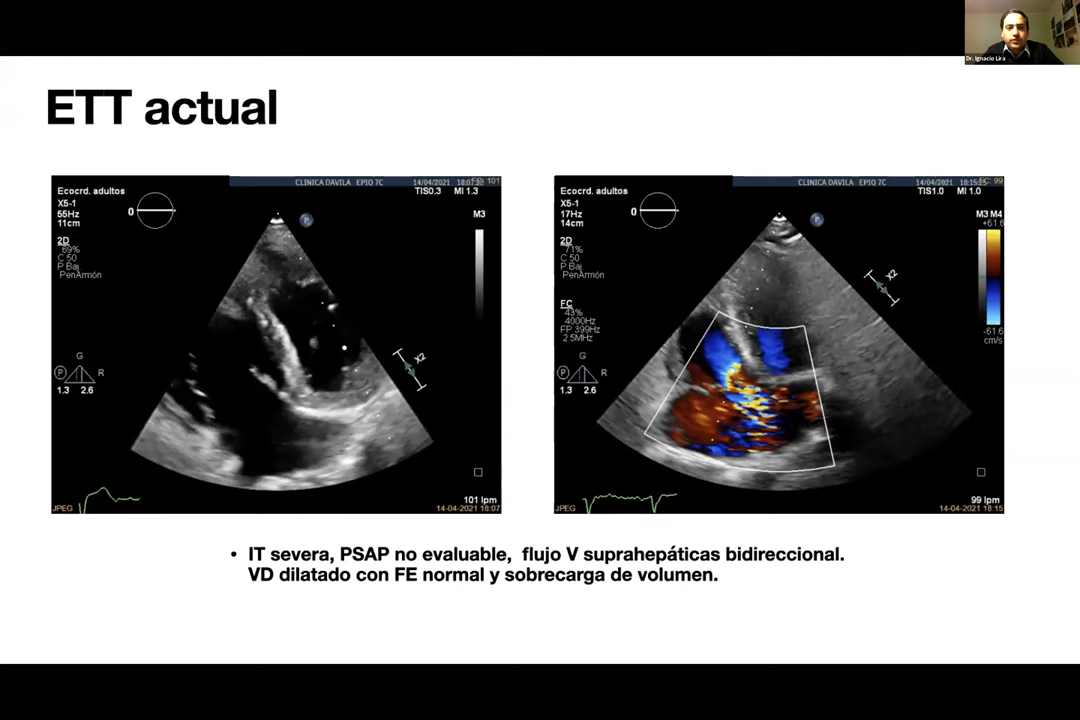 Dr. Ignacio Lira
ETT actual
CLINICA DAVILA EPIQ 7C 14/04/2021
Ecocrd. adultos
TIS0.3 MI 1.3
X5-1
55Hz
11cm
0
P
M3
2D
69%
C 50
P Baj
PenArmón
X2
G
P R
1.3 2.6
101 lpm
JPEG
14-04-2021 18:07
CLINICA DAVILA EPIQ 7C 14/04/2021
Ecocrd. adultos
TIS1.0 MI 1.0
X5-1
17Hz
14cm
0
P
M3 M4
+61.6
2D
71%
C 50
P Baj
PenArmón
X2
FC
43%
4000Hz
FP 399Hz
2.5MHz
-61.6
cm/s
G
P R
1.3 2.6
99 lpm
JPEG
14-04-2021 18:15
• IT severa, PSAP no evaluable, flujo V suprahepáticas bidireccional.
VD dilatado con FE normal y sobrecarga de volumen.